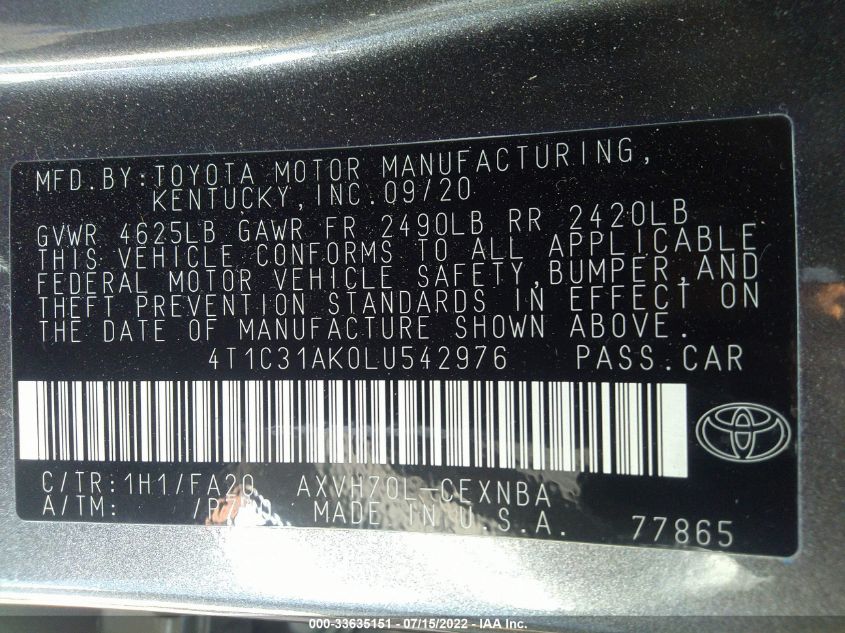 MFD.BY:TOYOTA MOTOR MANUFACTURING,
KENTUCKY,INC.09/20
GVWR 4625LB GAWR FR 2490LB RR 2420LB
THIS VEHICLE CONFORMS TO ALL APPLICABLE
FEDERAL MOTOR VEHICLE SAFETY,BUMPER,AND
THEFT PREVENTION STANDARDS IN EFFECT ON
THE DATE OF MANUFACTURE SHOWN ABOVE.
4T1C31AK0LU542976 PASS.CAR
C/TR:1H1/FA20 AXVH70L-CEXNBA
A/TM: MADE IN U.S.A. 77865
000-33635151 - 07/15/2022 - IAA Inc.